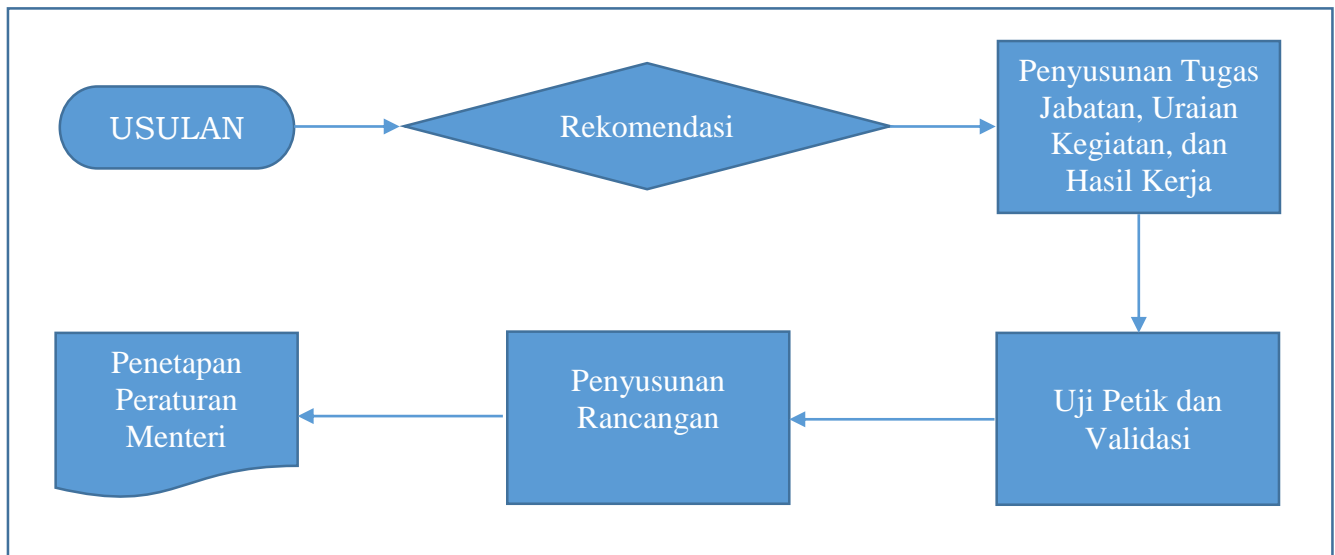 USULAN
Rekomendasi
Penyusunan Tugas
Jabatan, Uraian
Kegiatan, dan
Hasil Kerja
Uji Petik dan
Validasi
Penyusunan
Rancangan
Penetapan
Peraturan
Menteri